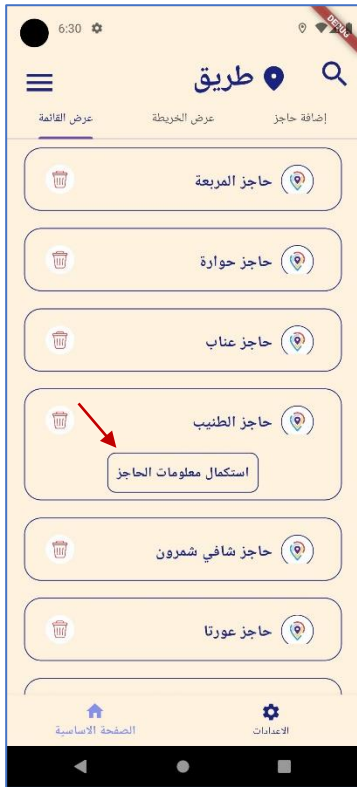 6:30
DEBUG
طريق
إضافة حاجز
عرض الخريطة
عرض القائمة
حاجز المربعة
حاجز حوارة
حاجز عناب
حاجز الطنيب
استكمال معلومات الحاجز
حاجز شافي شمرون
حاجز عورتا
الاعدادات
الصفحة الاساسية